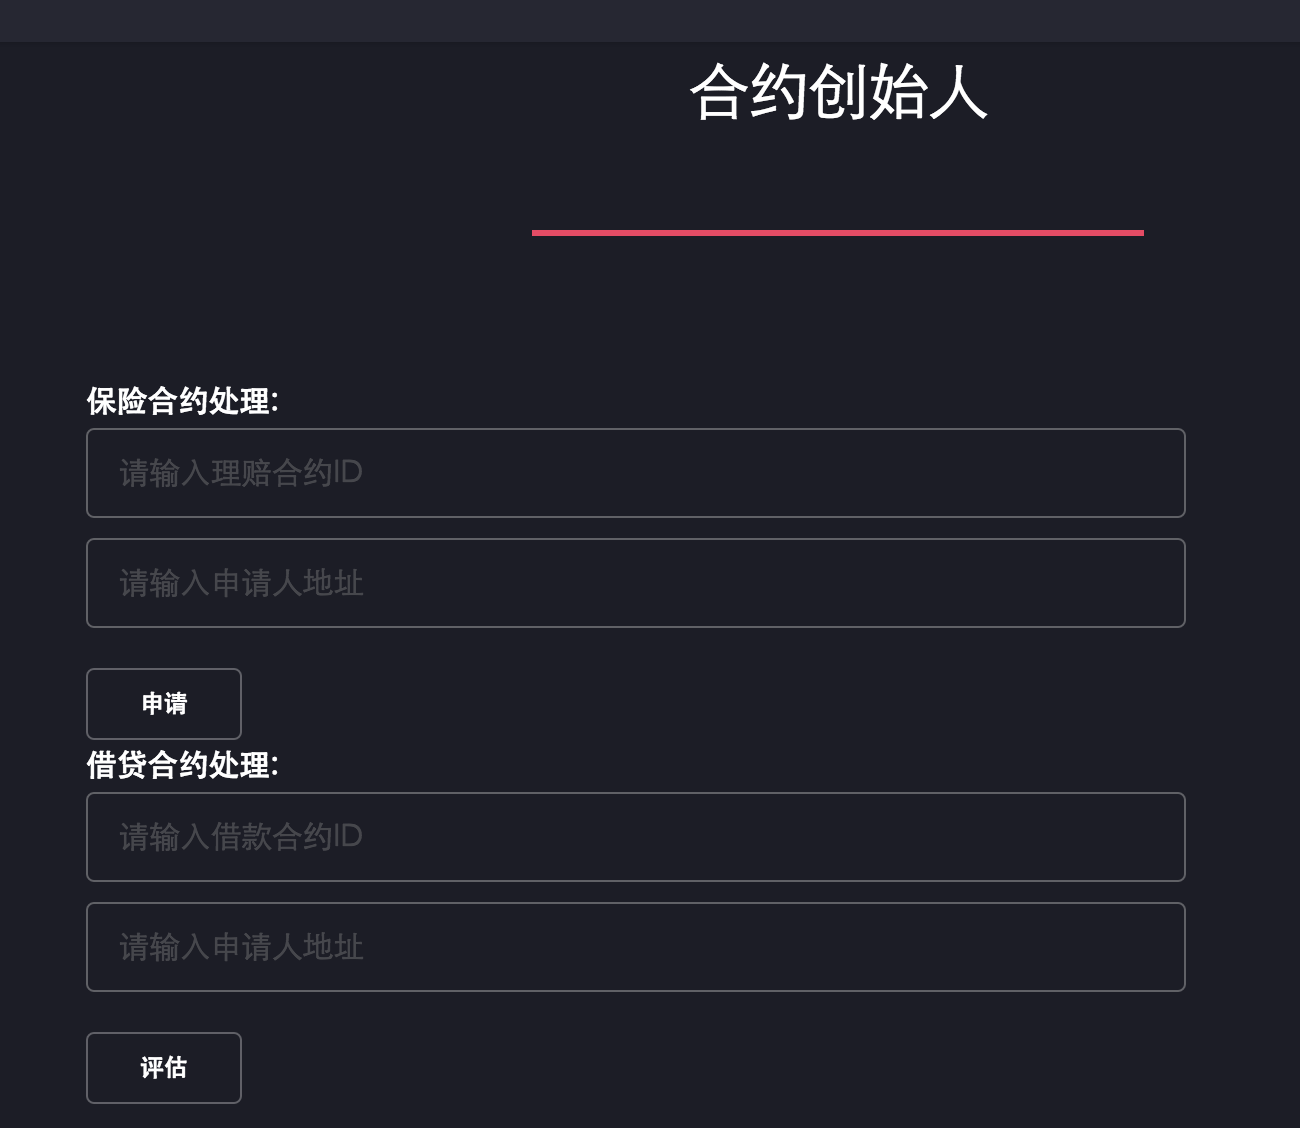 合约创始人
保险合约处理:
请输入理赔合约ID
请输入申请人地址
申请
借贷合约处理:
请输入借款合约ID
请输入申请人地址
评估